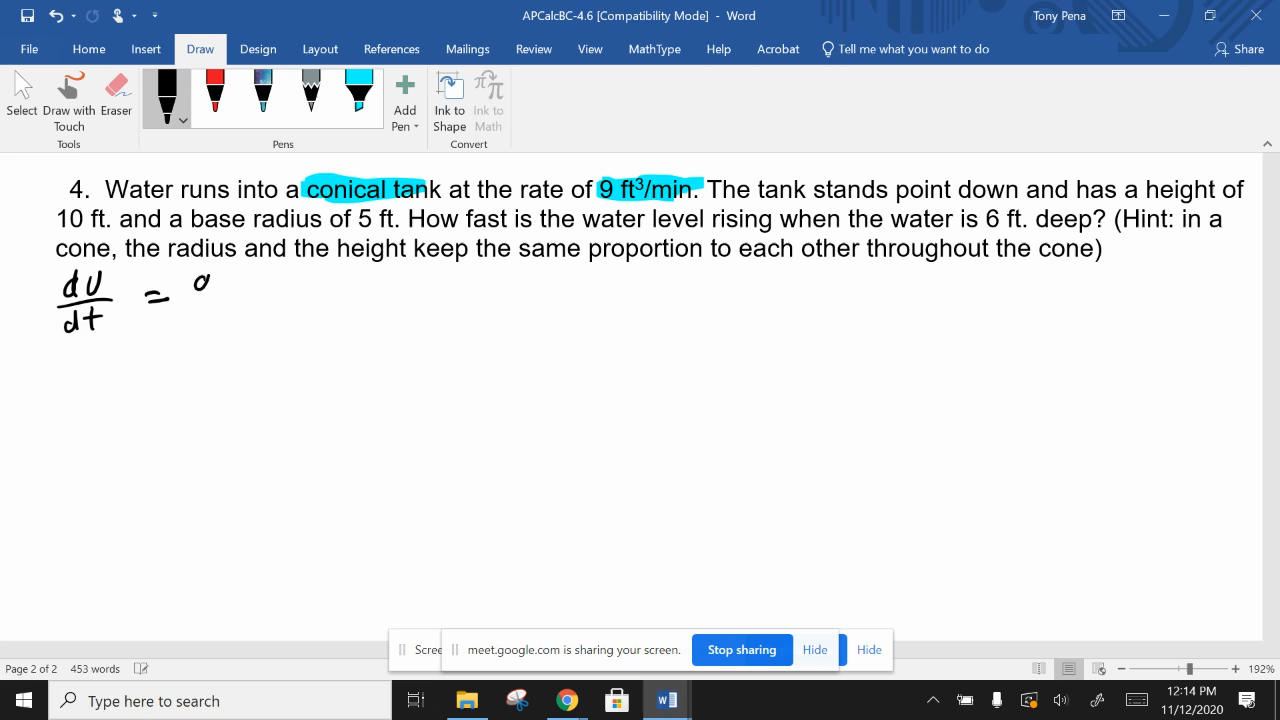 APCalcBC-4.6 [Compatibility Mode] - Word
Tony Pena
File Home Insert Draw Design Layout References Mailings Review View MathType Help Acrobat Tell me what you want to do Share
Select Draw with Touch Eraser Add Pen Ink to Shape Ink to Math
Tools Pens Convert
4. Water runs into a conical tank at the rate of 9 ft³/min. The tank stands point down and has a height of
10 ft. and a base radius of 5 ft. How fast is the water level rising when the water is 6 ft. deep? (Hint: in a
cone, the radius and the height keep the same proportion to each other throughout the cone)
dV
dt =
Scree meet.google.com is sharing your screen. Stop sharing Hide Hide
Page 2 of 2 453 words 192%
Type here to search
12:14 PM
11/12/2020